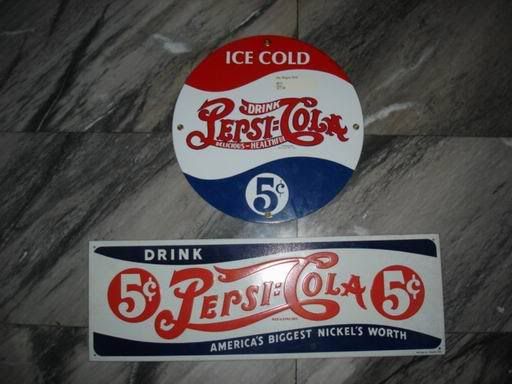 ICE COLD
DRINK
PEPSI=COLA
DELICIOUS - HEALTHFUL
5¢
DRINK
5¢ PEPSI=COLA 5¢
AMERICA'S BIGGEST NICKEL'S WORTH